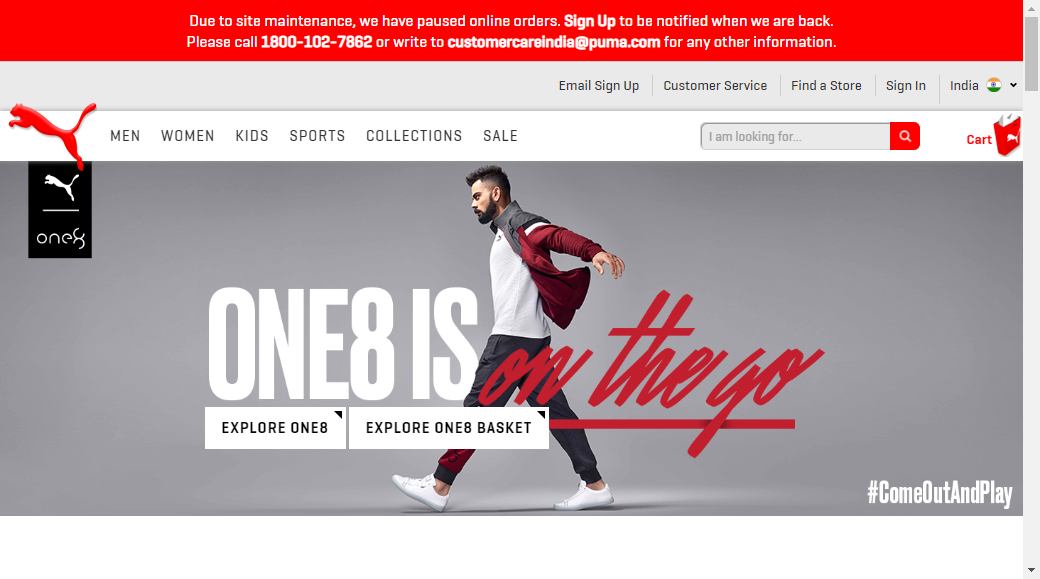 Due to site maintenance, we have paused online orders. Sign Up to be notified when we are back.
Please call 1800-102-7862 or write to customercareindia@puma.com for any other information.
Email Sign Up Customer Service Find a Store Sign In India
MEN WOMEN KIDS SPORTS COLLECTIONS SALE I am looking for... Cart
one8
ONE8 IS on the go
EXPLORE ONE8 EXPLORE ONE8 BASKET
#ComeOutAndPlay